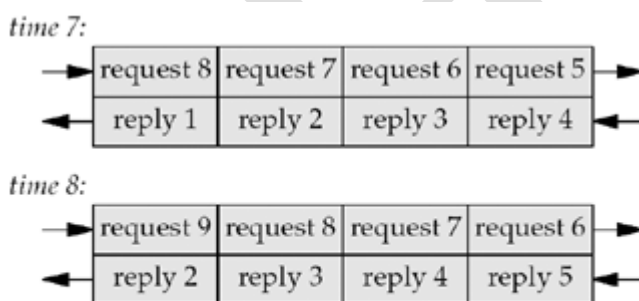 time 7:
request 8 request 7 request 6 request 5
reply 1 reply 2 reply 3 reply 4
time 8:
request 9 request 8 request 7 request 6
reply 2 reply 3 reply 4 reply 5